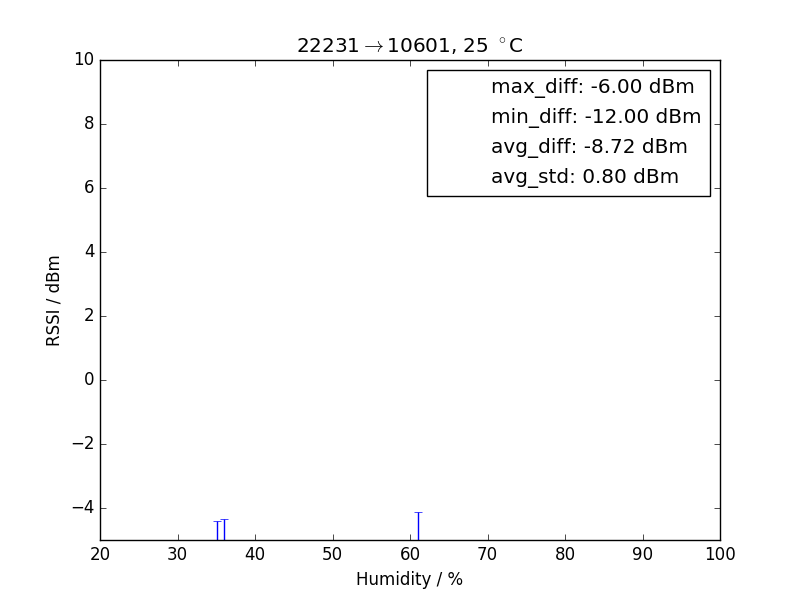 22231→10601, 25 °C
max_diff: -6.00 dBm
min_diff: -12.00 dBm
avg_diff: -8.72 dBm
avg_std: 0.80 dBm
10
8
6
4
2
0
−2
−4
RSSI / dBm
20 30 40 50 60 70 80 90 100
Humidity / %